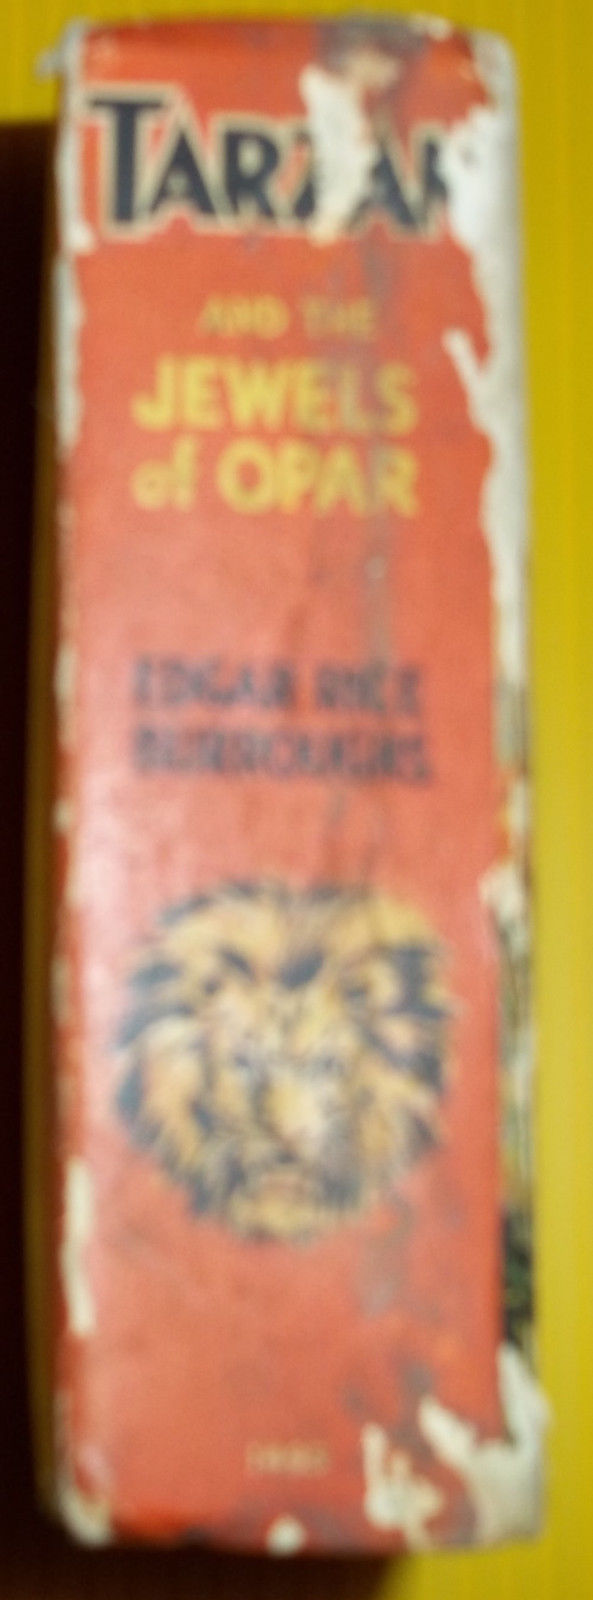 TARZAN
AND THE
JEWELS
of OPAR
EDGAR RICE
BURROUGHS